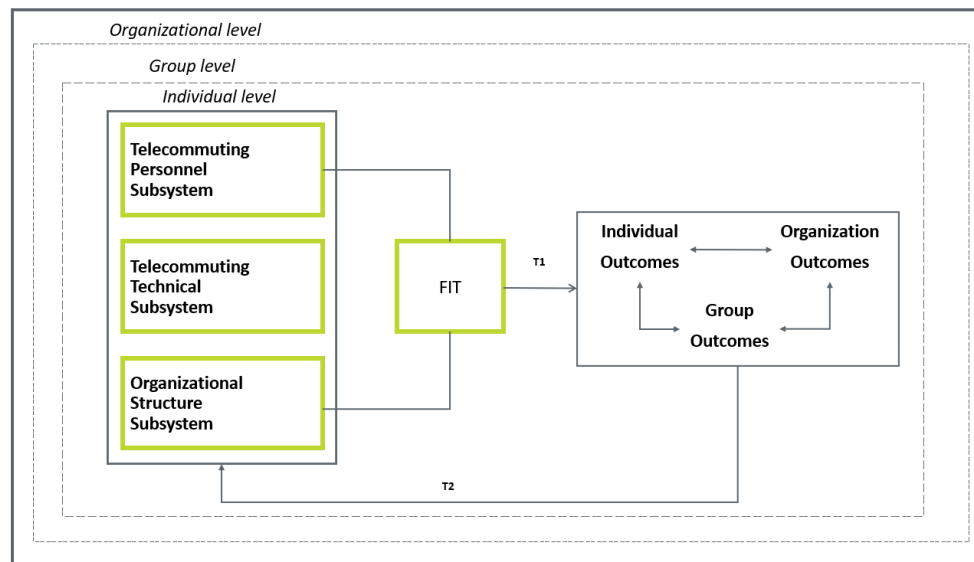 Organizational level
Group level
Individual level
Telecommuting
Personnel
Subsystem
Telecommuting
Technical
Subsystem
Organizational
Structure
Subsystem
FIT
T1
Individual
Outcomes
Organization
Outcomes
Group
Outcomes
T2